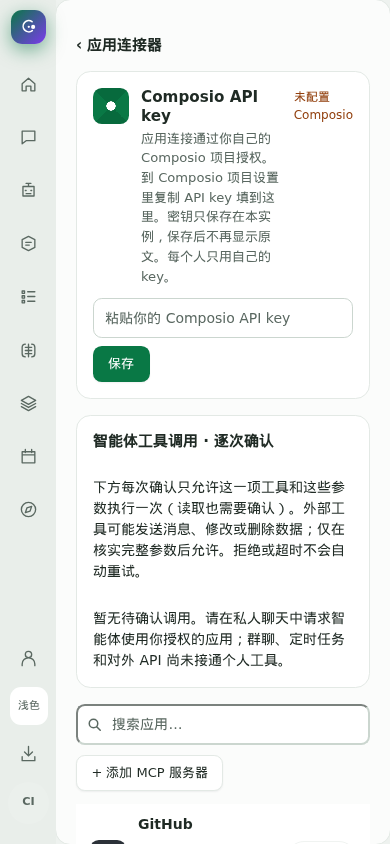 ‹ 应用连接器
Composio API
key
未配置
Composio
应用连接通过你自己的
Composio 项目授权。
到 Composio 项目设置
里复制 API key 填到这
里。密钥只保存在本实
例，保存后不再显示原
文。每个人只用自己的
key。
粘贴你的 Composio API key
保存
智能体工具调用 · 逐次确认
下方每次确认只允许这一项工具和这些参
数执行一次（读取也需要确认）。外部工
具可能发送消息、修改或删除数据；仅在
核实完整参数后允许。拒绝或超时不会自
动重试。
暂无待确认调用。请在私人聊天中请求智
能体使用你授权的应用；群聊、定时任务
和对外 API 尚未接通个人工具。
搜索应用...
+ 添加 MCP 服务器
GitHub
浅色
CI